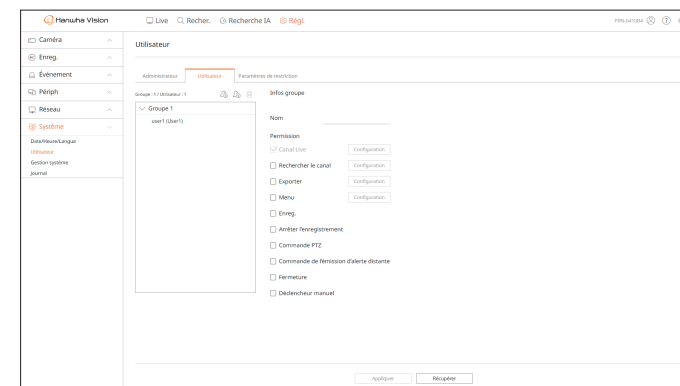 Hanwha Vision
Live
Recher.
Recherche IA
Régl.
Caméra
Enreg.
Évènement
Périph
Réseau
Système
Date/Heure/Langue
Utilisateur
Gestion système
Journal
Utilisateur
Administrateur
Utilisateur
Paramètres de restriction
Groupe : 1 / Utilisateur : 1
Groupe 1
user1 (User1)
Infos groupe
Nom
Permission
Canal Live
Configuration
Rechercher le canal
Configuration
Exporter
Configuration
Menu
Configuration
Enreg.
Arrêter l'enregistrement
Commande PTZ
Commande de l'émission d'alerte distante
Fermeture
Déclencheur manuel
Appliquer
Récupérer